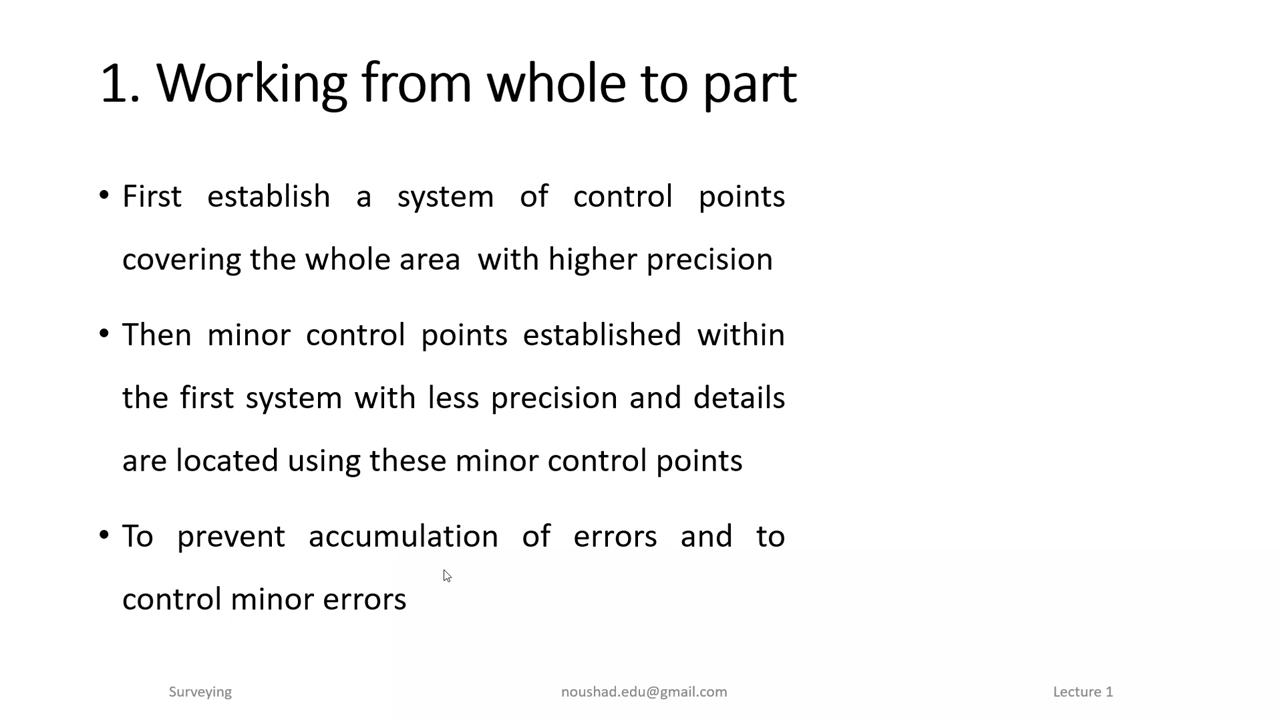 1. Working from whole to part
• First establish a system of control points
covering the whole area with higher precision
• Then minor control points established within
the first system with less precision and details
are located using these minor control points
• To prevent accumulation of errors and to
control minor errors
Surveying noushad.edu@gmail.com Lecture 1